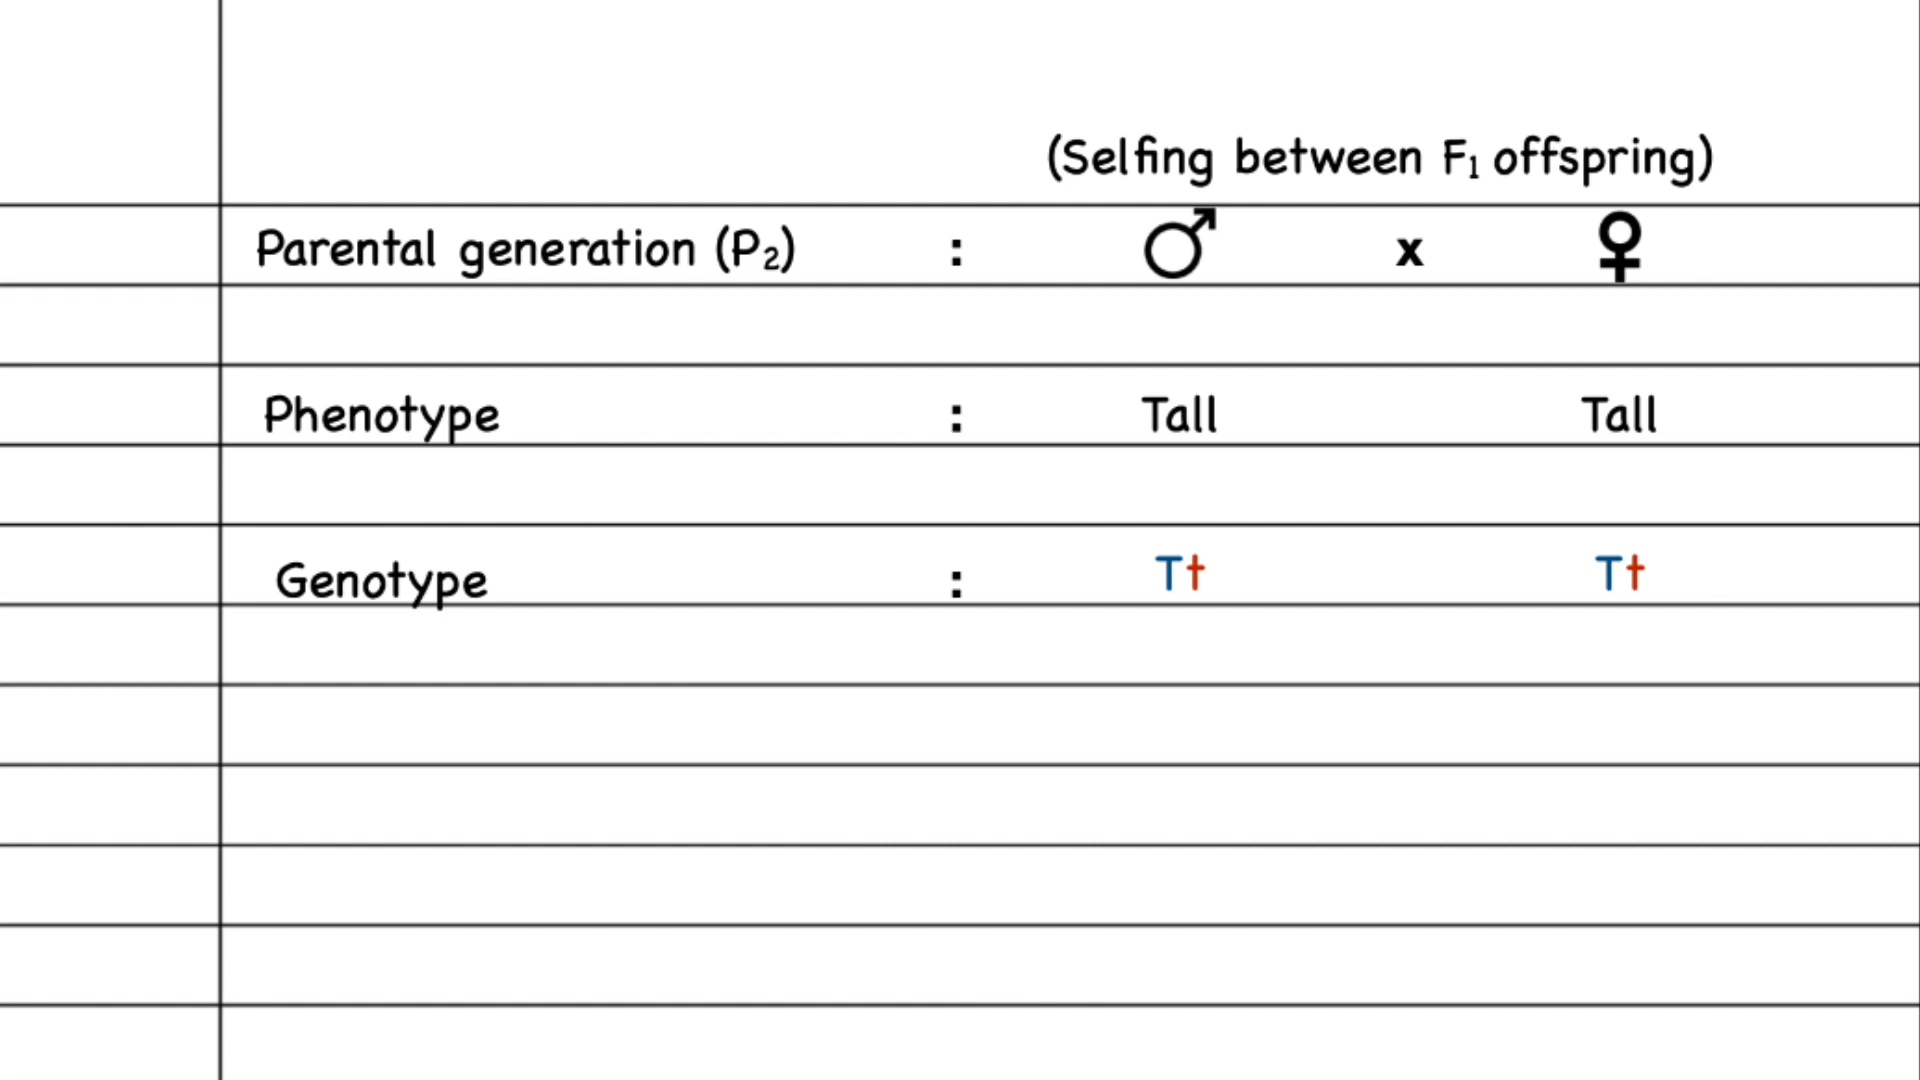 (Selfing between F₁ offspring)
Parental generation (P₂) : ♂ x ♀
Phenotype : Tall Tall
Genotype : Tt Tt